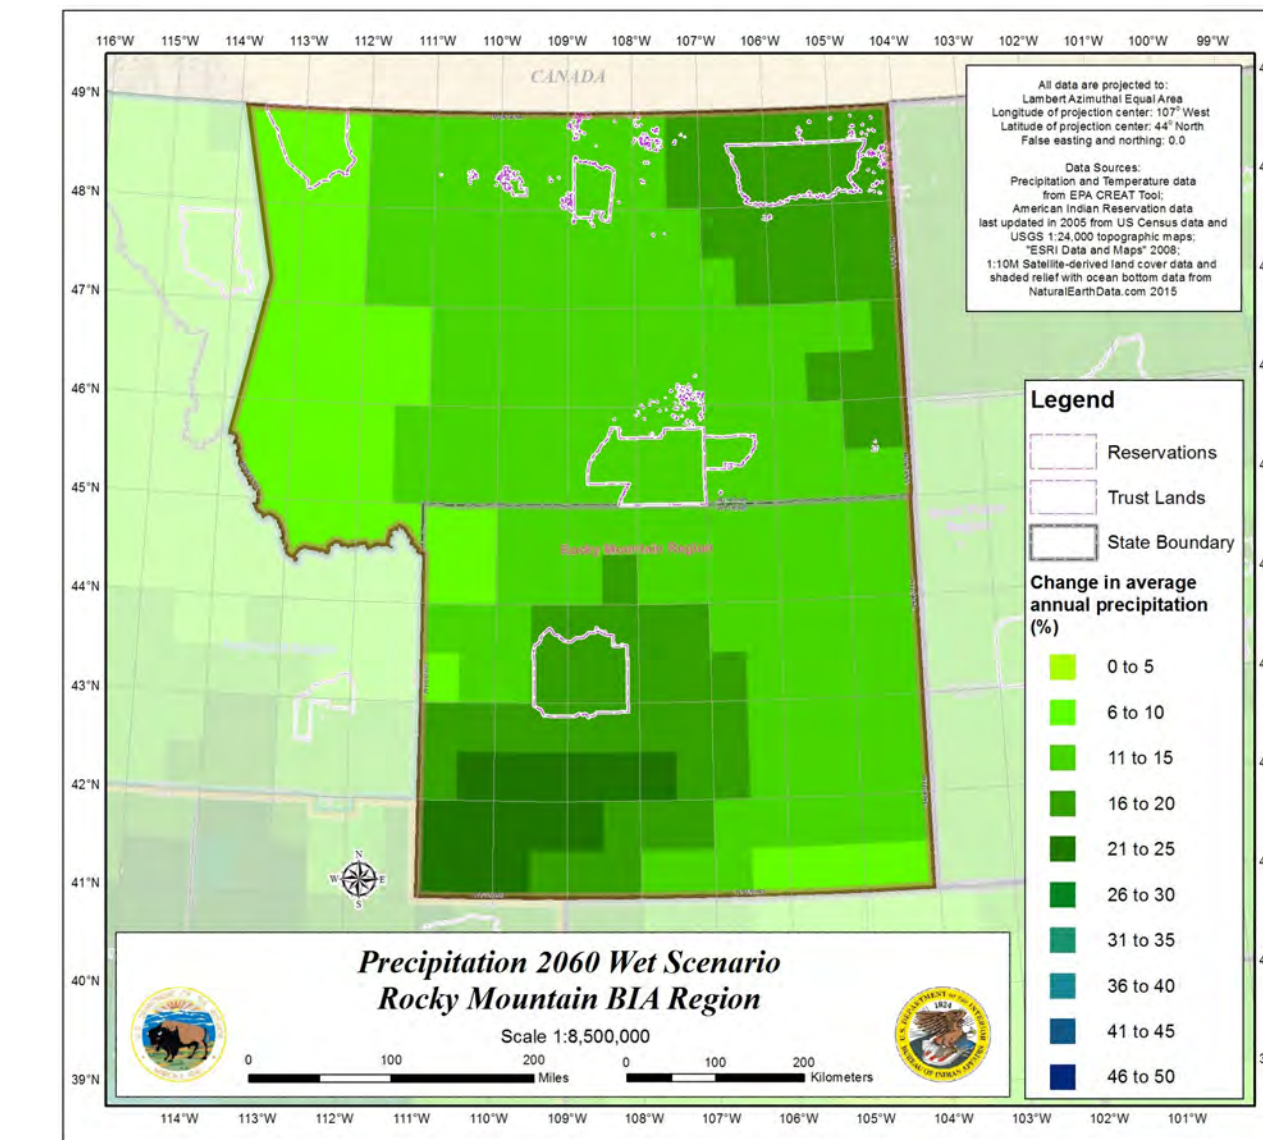 116°W 115°W 114°W 113°W 112°W 111°W 110°W 109°W 108°W 107°W 106°W 105°W 104°W 103°W 102°W 101°W 100°W 99°W
CANADA
49°N
48°N
47°N
46°N
45°N
44°N
43°N
42°N
41°N
40°N
39°N
All data are projected to:
Lambert Azimuthal Equal Area
Longitude of projection center: 107° West
Latitude of projection center: 44° North
False easting and northing: 0.0
Data Sources:
Precipitation and Temperature data
from EPA CREAT Tool;
American Indian Reservation data
last updated in 2005 from US Census data and
USGS 1:24,000 topographic maps;
"ESRI Data and Maps" 2008;
1:10M Satellite-derived land cover data and
shaded relief with ocean bottom data from
NaturalEarthData.com 2015
Rocky Mountain Region
Legend
Reservations
Trust Lands
State Boundary
Change in average
annual precipitation
(%)
0 to 5
6 to 10
11 to 15
16 to 20
21 to 25
26 to 30
31 to 35
36 to 40
41 to 45
46 to 50
N
W E
S
Precipitation 2060 Wet Scenario
Rocky Mountain BIA Region
Scale 1:8,500,000
0 100 200
Miles
0 100 200
Kilometers
U.S. DEPARTMENT OF THE INTERIOR
1824
BUREAU OF INDIAN AFFAIRS
114°W 113°W 112°W 111°W 110°W 109°W 108°W 107°W 106°W 105°W 104°W 103°W 102°W 101°W